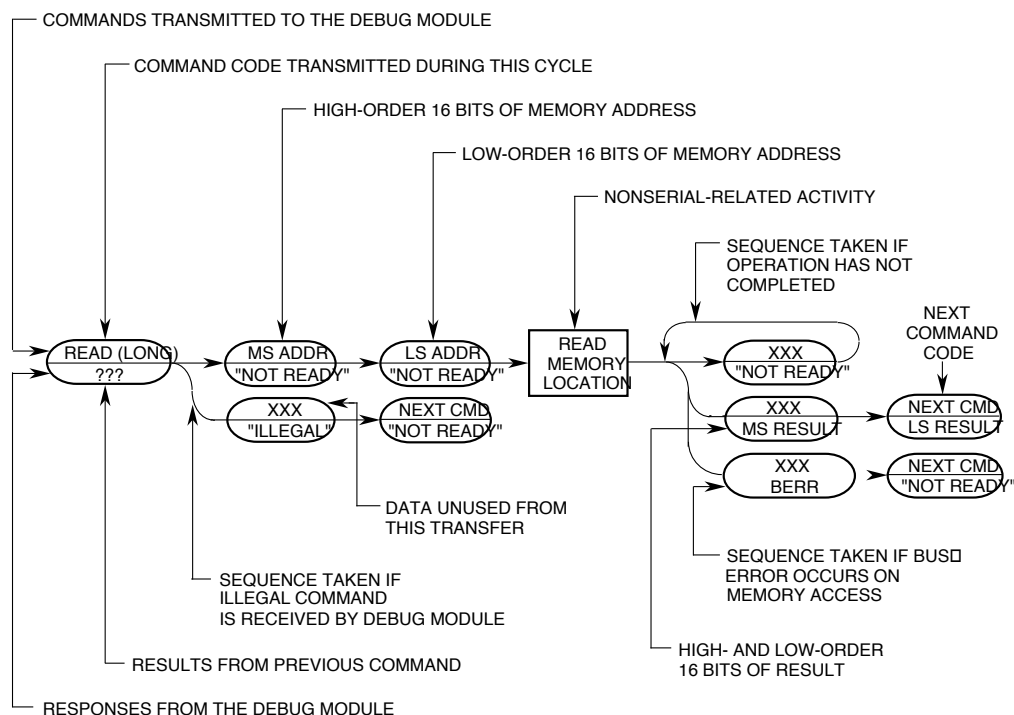 COMMANDS TRANSMITTED TO THE DEBUG MODULE
COMMAND CODE TRANSMITTED DURING THIS CYCLE
HIGH-ORDER 16 BITS OF MEMORY ADDRESS
LOW-ORDER 16 BITS OF MEMORY ADDRESS
NONSERIAL-RELATED ACTIVITY
SEQUENCE TAKEN IF
OPERATION HAS NOT
COMPLETED
NEXT
COMMAND
CODE
READ (LONG)
???
MS ADDR
"NOT READY"
LS ADDR
"NOT READY"
READ
MEMORY
LOCATION
XXX
"NOT READY"
XXX
"ILLEGAL"
NEXT CMD
"NOT READY"
XXX
MS RESULT
NEXT CMD
LS RESULT
XXX
BERR
NEXT CMD
"NOT READY"
DATA UNUSED FROM
THIS TRANSFER
SEQUENCE TAKEN IF BUS□
ERROR OCCURS ON
MEMORY ACCESS
SEQUENCE TAKEN IF
ILLEGAL COMMAND
IS RECEIVED BY DEBUG MODULE
HIGH- AND LOW-ORDER
16 BITS OF RESULT
RESULTS FROM PREVIOUS COMMAND
RESPONSES FROM THE DEBUG MODULE